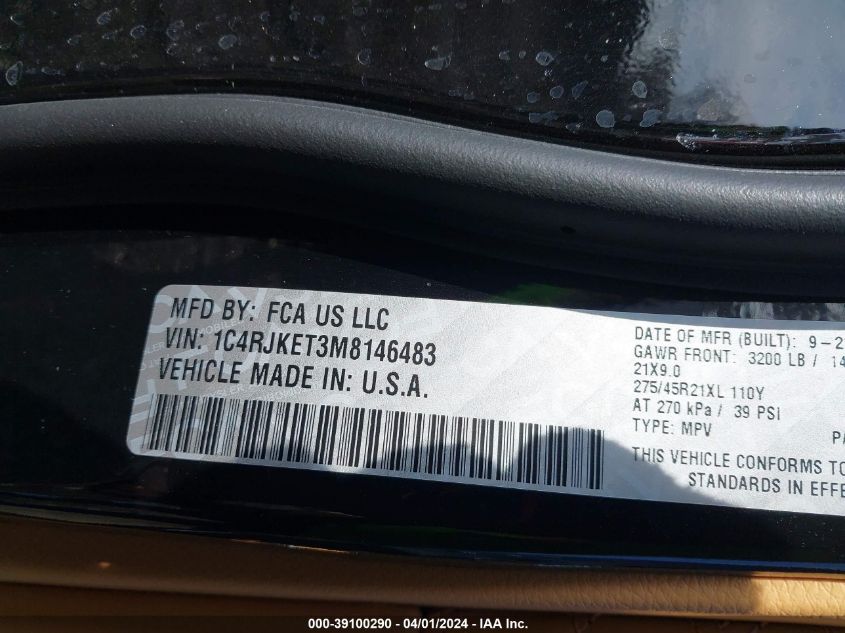 MFD BY: FCA US LLC
VIN: 1C4RJKET3M8146483
VEHICLE MADE IN: U.S.A.
DATE OF MFR (BUILT): 9-2
GAWR FRONT: 3200 LB / 14
21X9.0
275/45R21XL 110Y
AT 270 kPa / 39 PSI
TYPE: MPV
THIS VEHICLE CONFORMS TO
STANDARDS IN EFFE
000-39100290 - 04/01/2024 - IAA Inc.